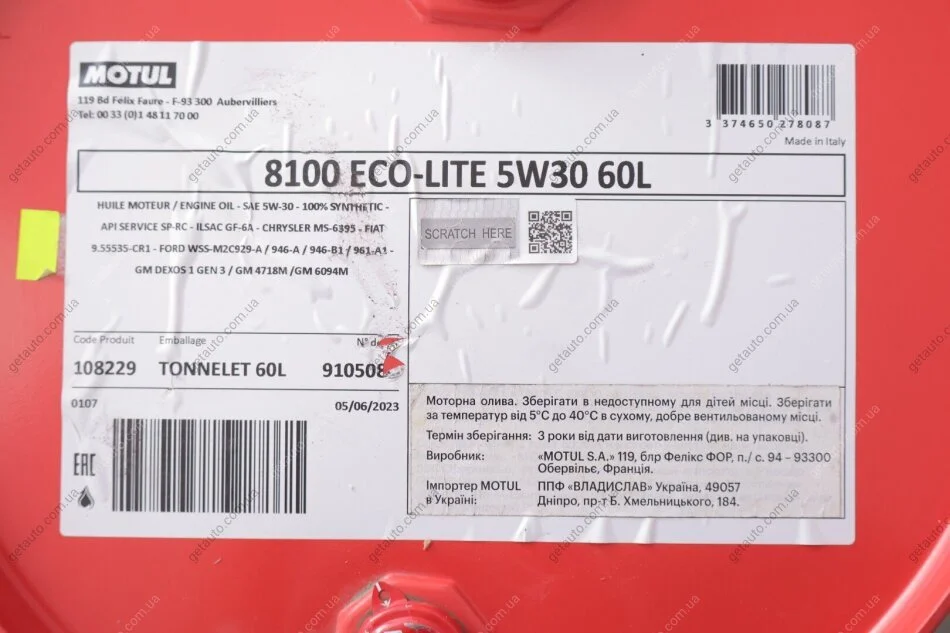 MOTUL
119 Bd Félix Faure - F-93 300 Aubervilliers
Tel: 00 33 (0)1 48 11 70 00
3 374650 278087
Made in Italy
8100 ECO-LITE 5W30 60L
HUILE MOTEUR / ENGINE OIL - SAE 5W-30 - 100% SYNTHETIC -
API SERVICE SP-RC - ILSAC GF-6A - CHRYSLER MS-6395 - FIAT
9.55535-CR1 - FORD WSS-M2C929-A / 946-A / 946-B1 / 961-A1 -
GM DEXOS 1 GEN 3 / GM 4718M /GM 6094M
SCRATCH HERE
Code Produit Emballage N° de
108229 TONNELET 60L 910508
0107 05/06/2023
EAC
Моторна олива. Зберігати в недоступному для дітей місці. Зберігати
за температур від 5°C до 40°C в сухому, добре вентильованому місці.
Термін зберігання: 3 роки від дати виготовлення (див. на упаковці).
Виробник: «MOTUL S.A.» 119, блр Фелікс ФОР, п./ с. 94 – 93300
Обервільє, Франція.
Імпортер MOTUL ППФ «ВЛАДИСЛАВ» Україна, 49057
в Україні: Дніпро, пр-т Б. Хмельницького, 184.
getauto.com.ua